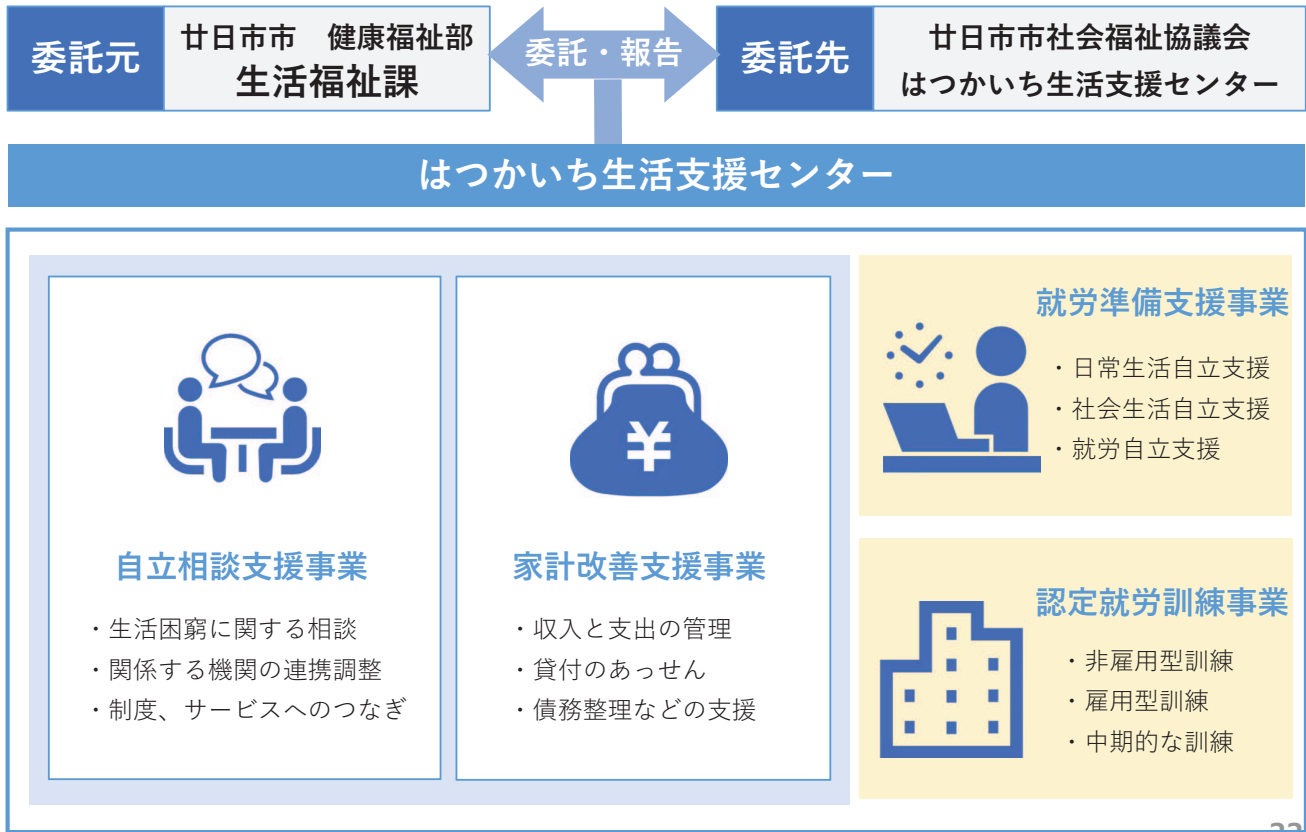 委託元
廿日市市　健康福祉部
生活福祉課
委託・報告
委託先
廿日市市社会福祉協議会
はつかいち生活支援センター
はつかいち生活支援センター
自立相談支援事業
・生活困窮に関する相談
・関係する機関の連携調整
・制度、サービスへのつなぎ
¥
家計改善支援事業
・収入と支出の管理
・貸付のあっせん
・債務整理などの支援
就労準備支援事業
・日常生活自立支援
・社会生活自立支援
・就労自立支援
認定就労訓練事業
・非雇用型訓練
・雇用型訓練
・中期的な訓練